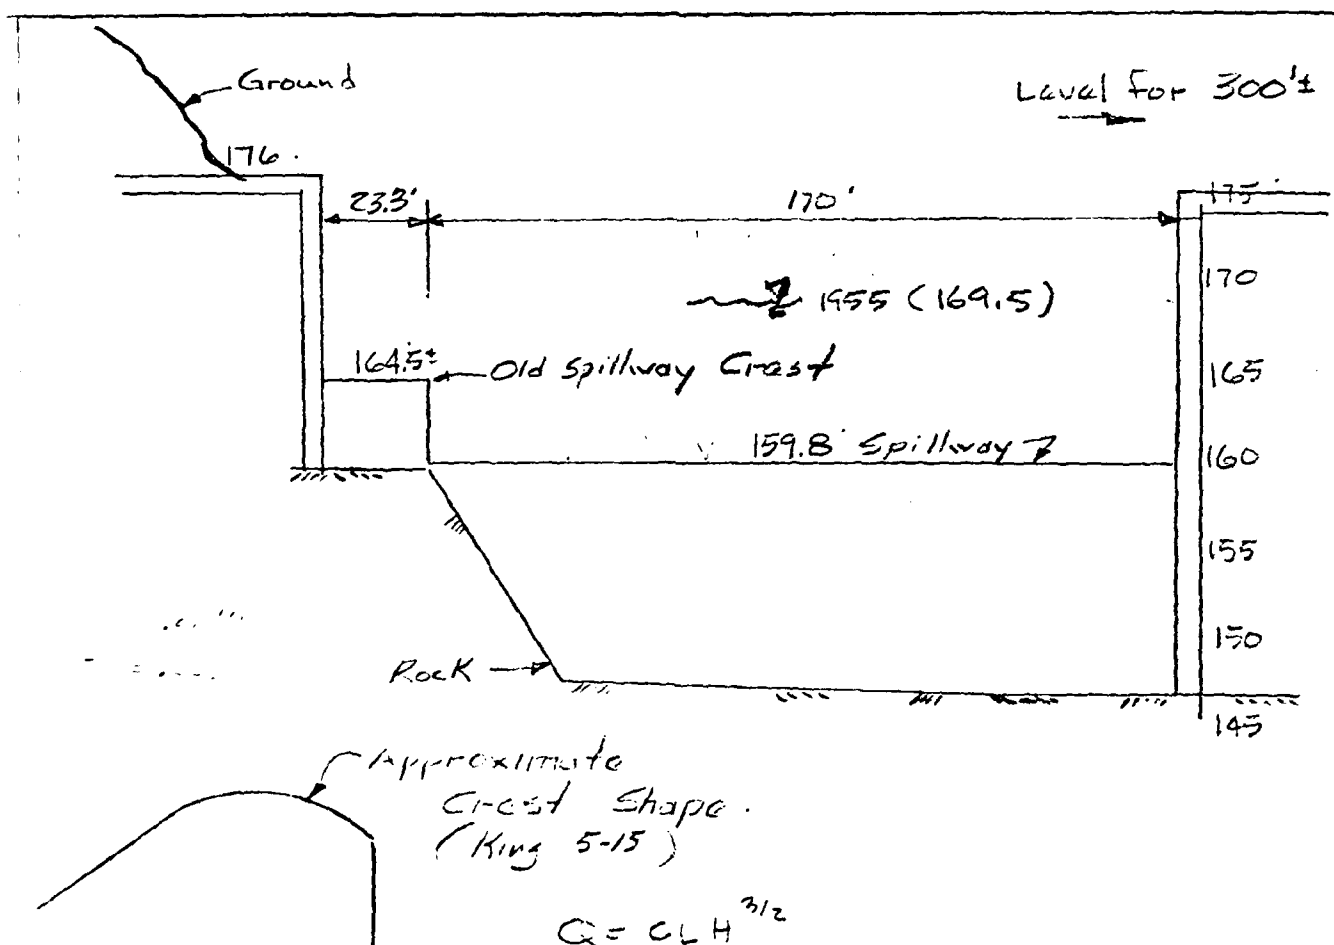 Ground
Level for 300'±
176
175
23.3'
170'
170
1955 (169.5)
164.5±
Old Spillway Crest
165
159.8 Spillway
160
155
150
Rock
145
Approximate
Crest Shape.
(King 5-15)
Q = CLH^3/2